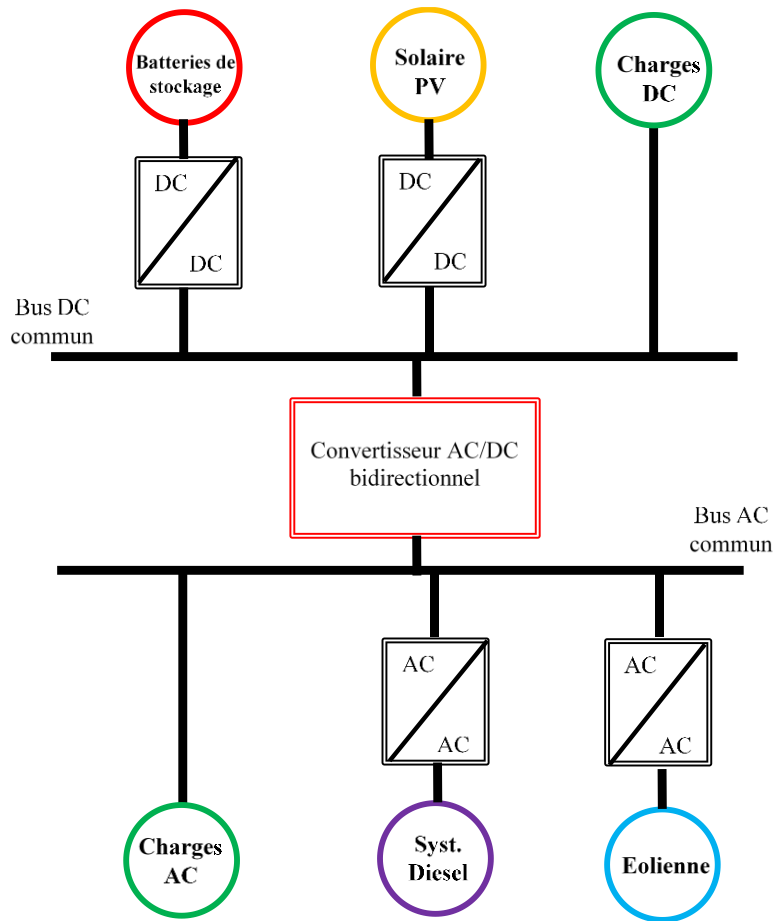 Batteries de
stockage
Solaire
PV
Charges
DC
DC
DC
DC
DC
Bus DC
commun
Convertisseur AC/DC
bidirectionnel
Bus AC
commun
AC
AC
AC
AC
Charges
AC
Syst.
Diesel
Eolienne